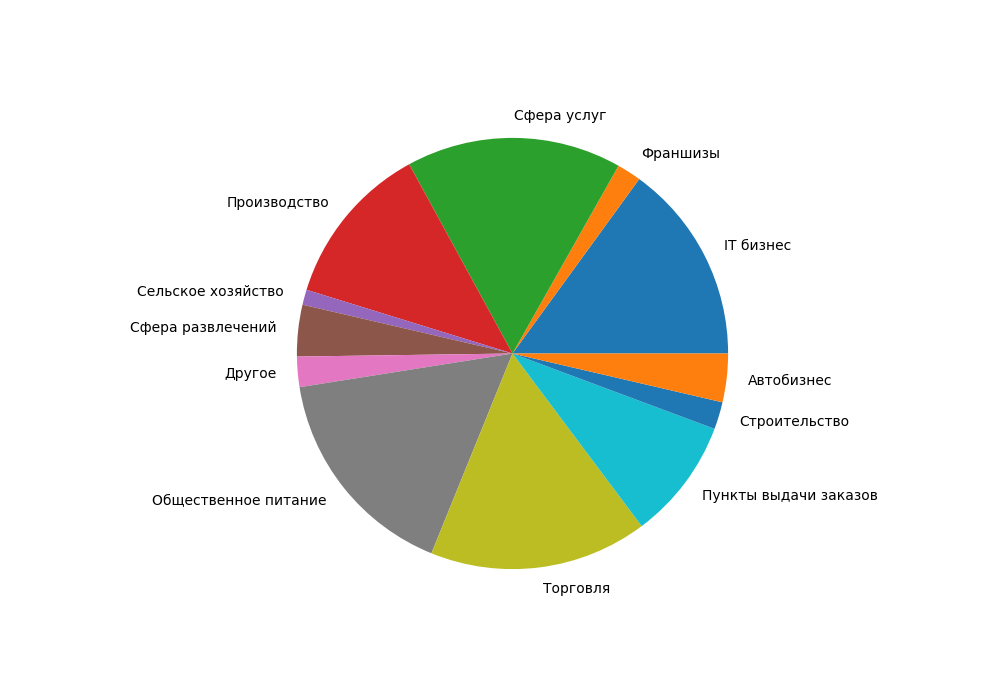 Сфера услуг
Франшизы
Производство
IT бизнес
Сельское хозяйство
Сфера развлечений
Другое
Автобизнес
Строительство
Общественное питание
Пункты выдачи заказов
Торговля